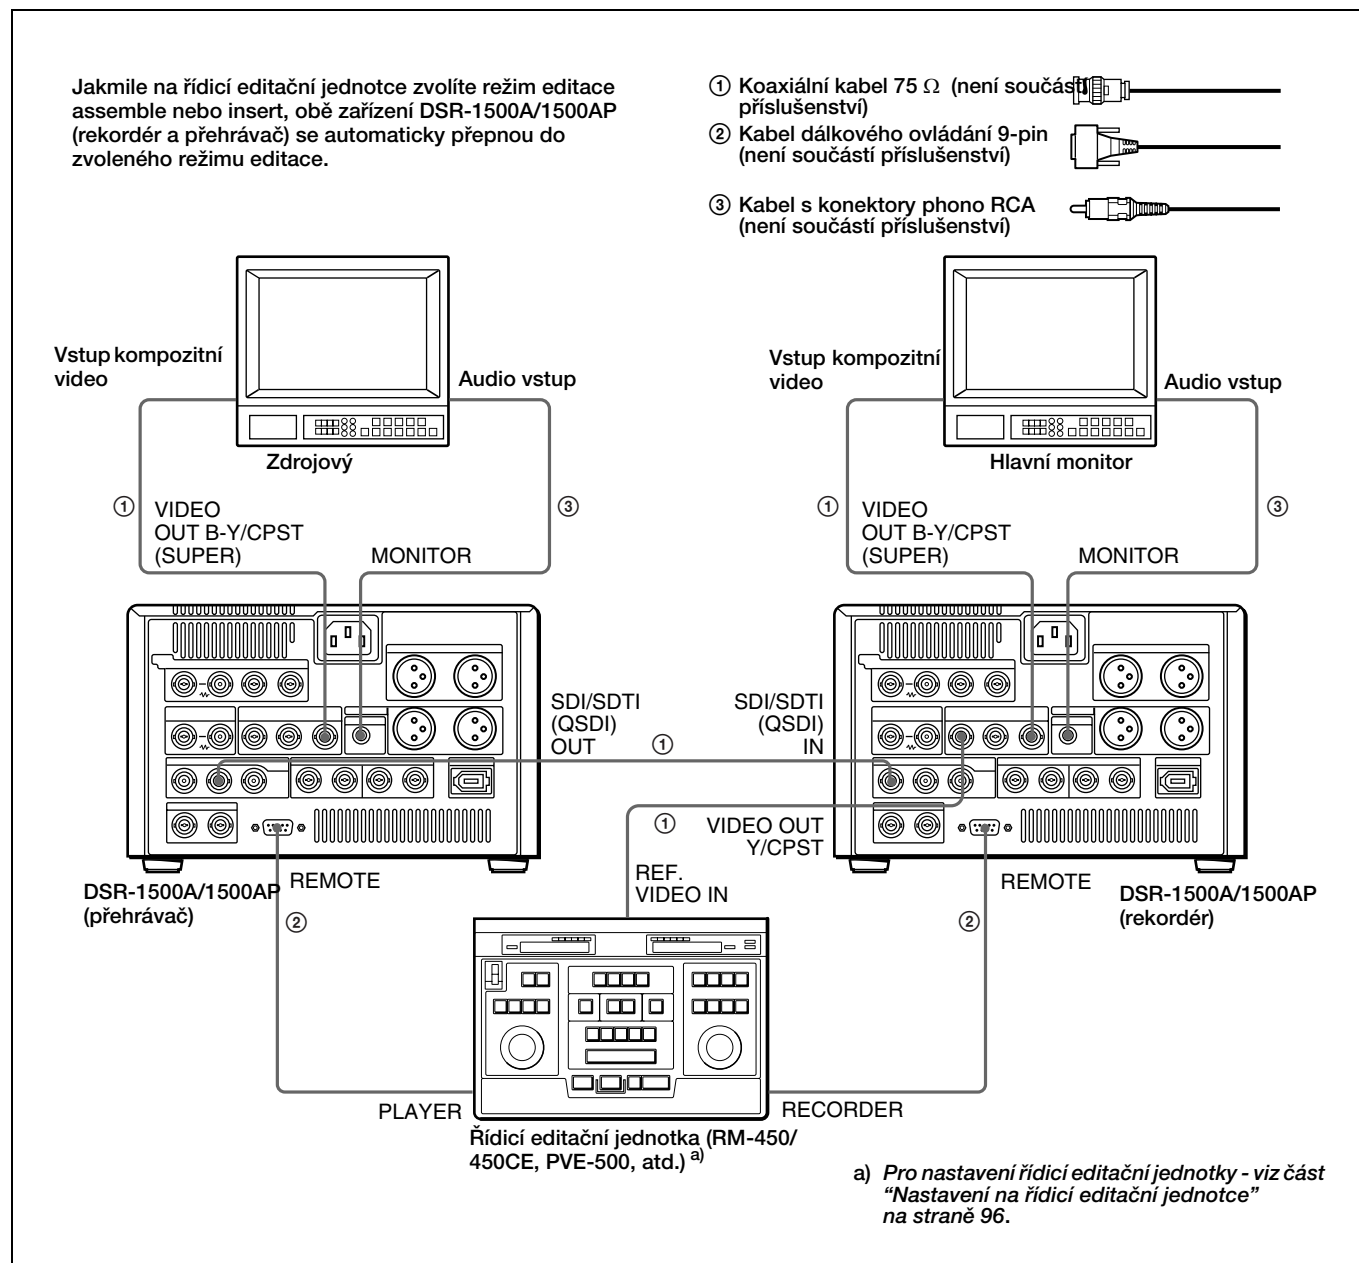 Jakmile na řídicí editační jednotce zvolíte režim editace
assemble nebo insert, obě zařízení DSR-1500A/1500AP
(rekordér a přehrávač) se automaticky přepnou do
zvoleného režimu editace.
① Koaxiální kabel 75 Ω (není součástí
příslušenství)
② Kabel dálkového ovládání 9-pin
(není součástí příslušenství)
③ Kabel s konektory phono RCA
(není součástí příslušenství)
Vstup kompozitní
video
Audio vstup
Zdrojový
Vstup kompozitní
video
Audio vstup
Hlavní monitor
①
VIDEO
OUT B-Y/CPST
(SUPER)
MONITOR
③
①
VIDEO
OUT B-Y/CPST
(SUPER)
MONITOR
③
SDI/SDTI
(QSDI)
OUT
①
SDI/SDTI
(QSDI)
IN
①
VIDEO OUT
Y/CPST
REF.
VIDEO IN
DSR-1500A/1500AP
(přehrávač)
REMOTE
②
REMOTE
②
DSR-1500A/1500AP
(rekordér)
PLAYER
RECORDER
Řídicí editační jednotka (RM-450/
450CE, PVE-500, atd.) a)
a) Pro nastavení řídicí editační jednotky - viz část
“Nastavení na řídicí editační jednotce”
na straně 96.